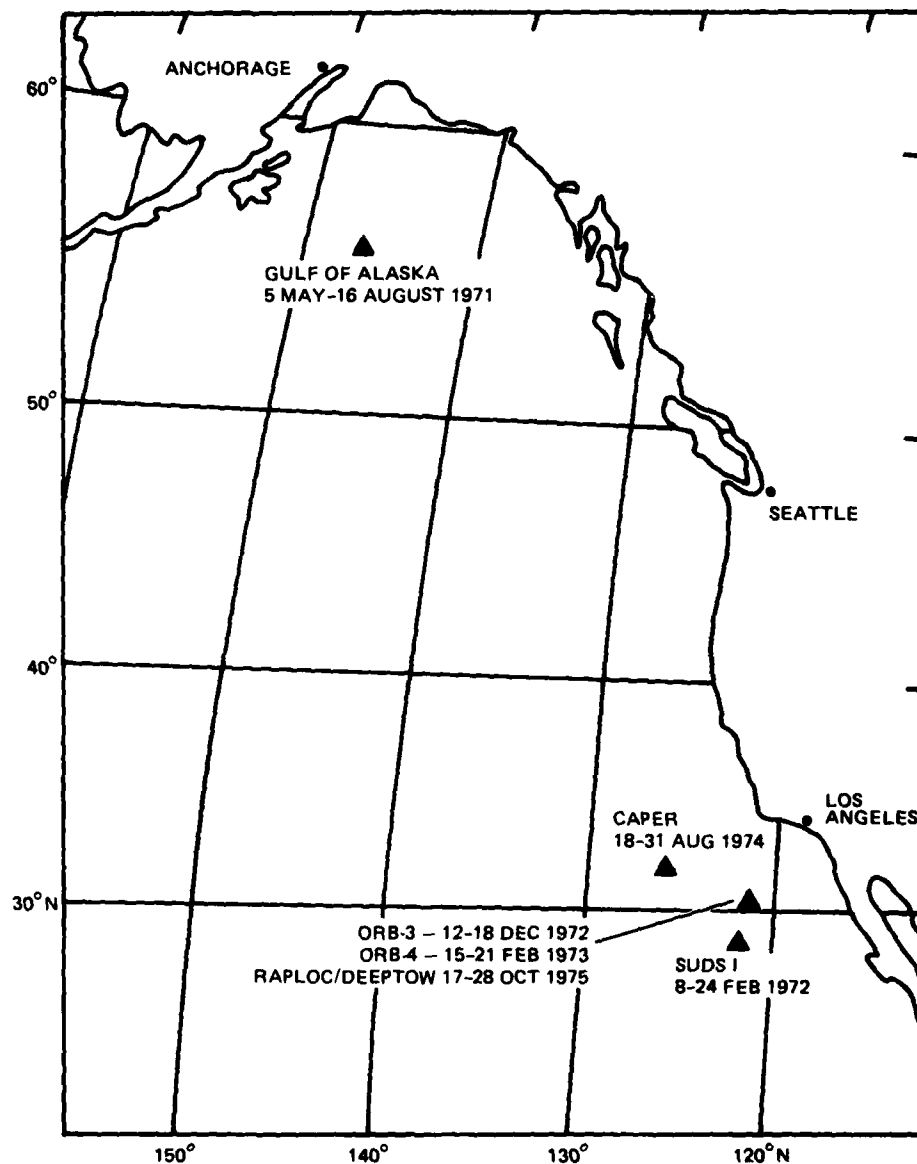 ANCHORAGE
60°
GULF OF ALASKA
5 MAY-16 AUGUST 1971
50°
SEATTLE
40°
LOS
ANGELES
CAPER
18-31 AUG 1974
30°N
ORB-3 – 12-18 DEC 1972
ORB-4 – 15-21 FEB 1973
RAPLOC/DEEPTOW 17-28 OCT 1975
SUDS I
8-24 FEB 1972
150° 140° 130° 120°N